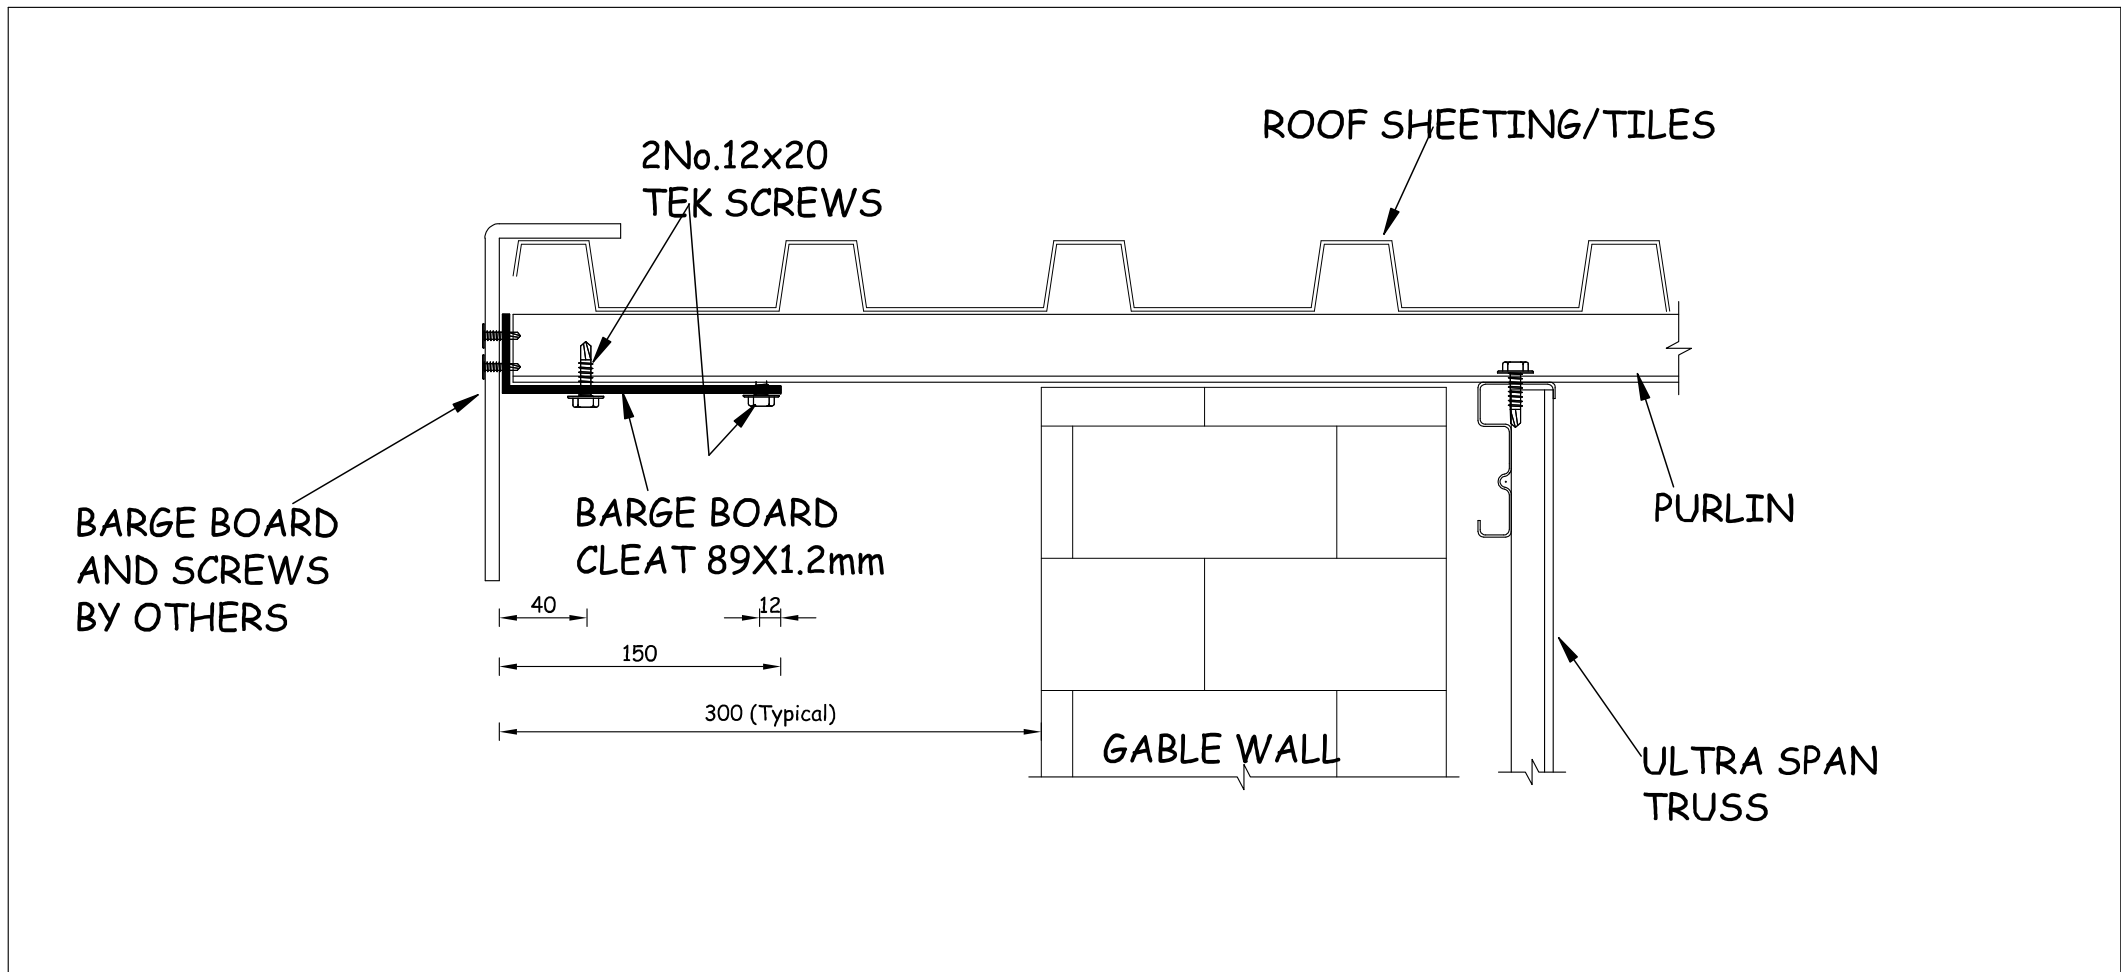 ROOF SHEETING/TILES
2No.12x20
TEK SCREWS
BARGE BOARD
CLEAT 89X1.2mm
PURLIN
BARGE BOARD
AND SCREWS
BY OTHERS
40
12
150
300 (Typical)
GABLE WALL
ULTRA SPAN
TRUSS